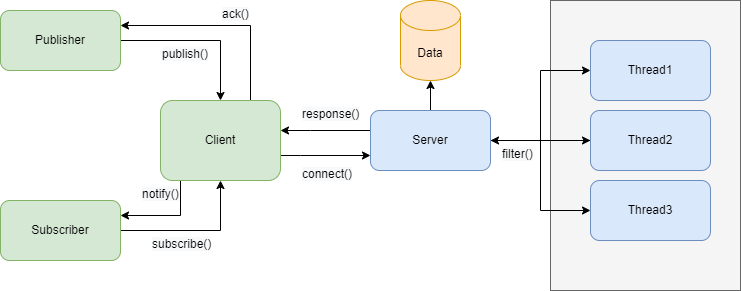 ack()
Publisher
publish()
Data
Thread1
response()
Client
Server
Thread2
filter()
connect()
notify()
Thread3
Subscriber
subscribe()